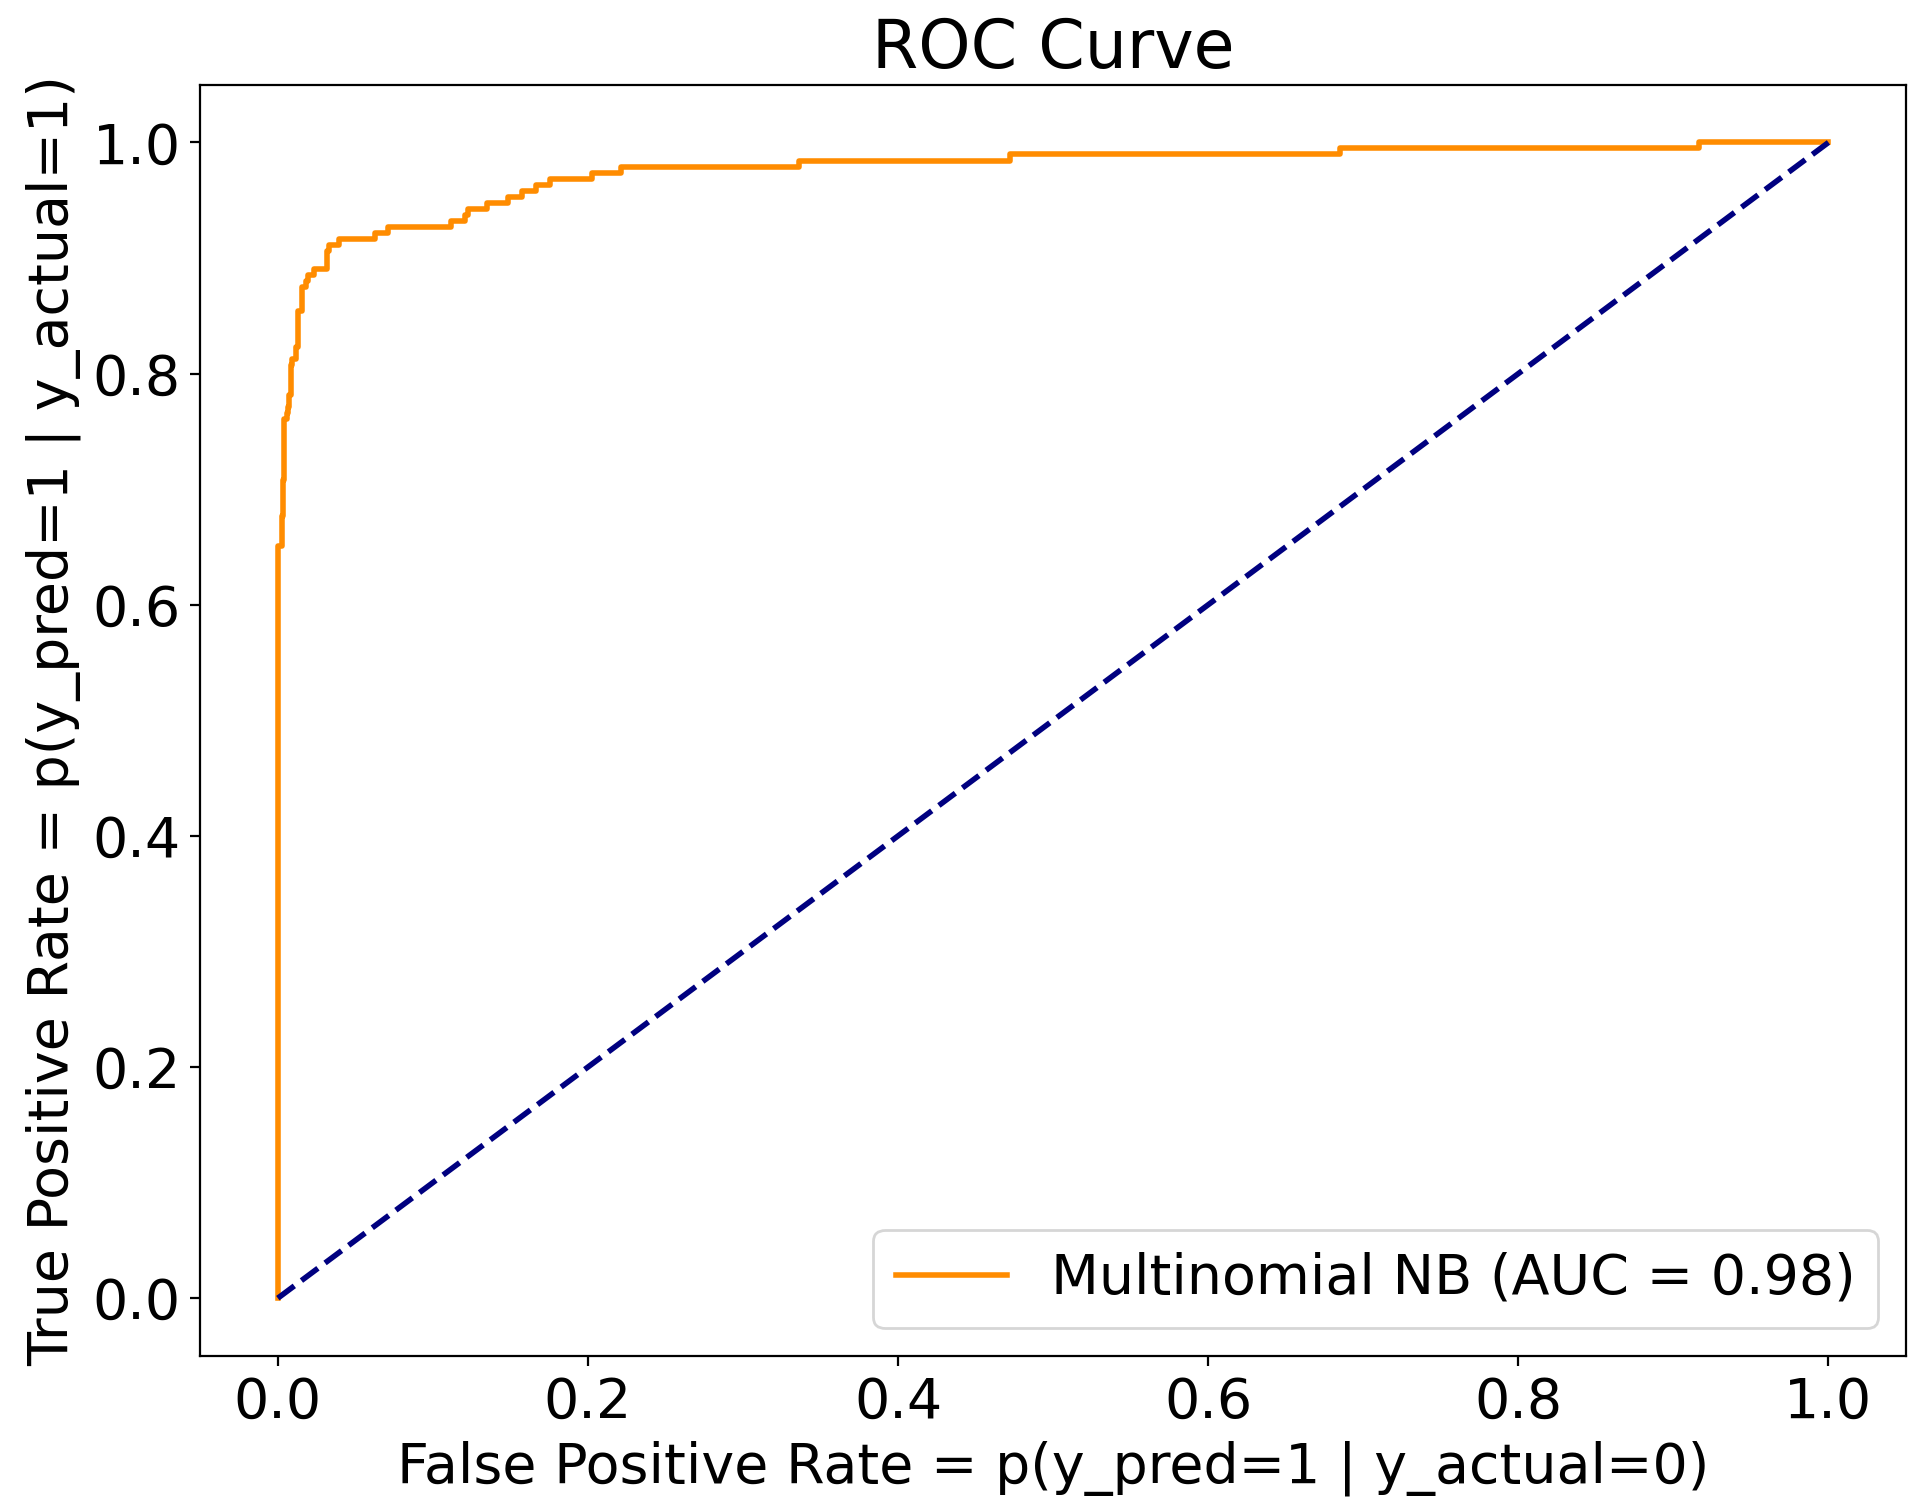 ROC Curve
True Positive Rate = p(y_pred=1 | y_actual=1)
1.0
0.8
0.6
0.4
0.2
0.0
Multinomial NB (AUC = 0.98)
0.0 0.2 0.4 0.6 0.8 1.0
False Positive Rate = p(y_pred=1 | y_actual=0)